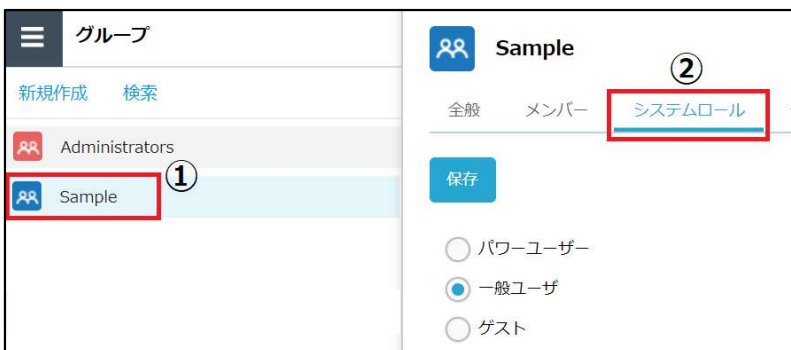 グループ
新規作成 検索
Administrators
①
Sample
Sample
②
全般 メンバー システムロール
保存
パワーユーザー
一般ユーザ
ゲスト